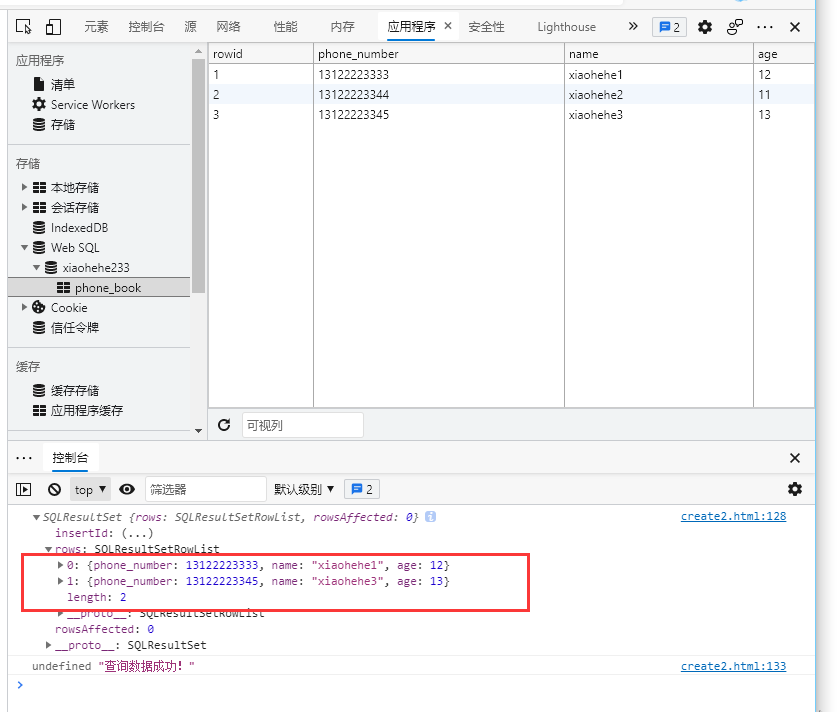 元素 控制台 源 网络 性能 内存 应用程序 × 安全性 Lighthouse » 2
应用程序
清单
Service Workers
存储
存储
本地存储
会话存储
IndexedDB
Web SQL
xiaohehe233
phone_book
Cookie
信任令牌
缓存
缓存存储
应用程序缓存
rowid phone_number name age
1 13122223333 xiaohehe1 12
2 13122223344 xiaohehe2 11
3 13122223345 xiaohehe3 13
可视列
控制台
top 筛选器 默认级别 2
SQLResultSet {rows: SQLResultSetRowList, rowsAffected: 0} i create2.html:128
insertId: (...)
rows: SQLResultSetRowList
0: {phone_number: 13122223333, name: "xiaohehe1", age: 12}
1: {phone_number: 13122223345, name: "xiaohehe3", age: 13}
length: 2
__proto__: SQLResultSetRowList
rowsAffected: 0
__proto__: SQLResultSet
undefined "查询数据成功！" create2.html:133
>